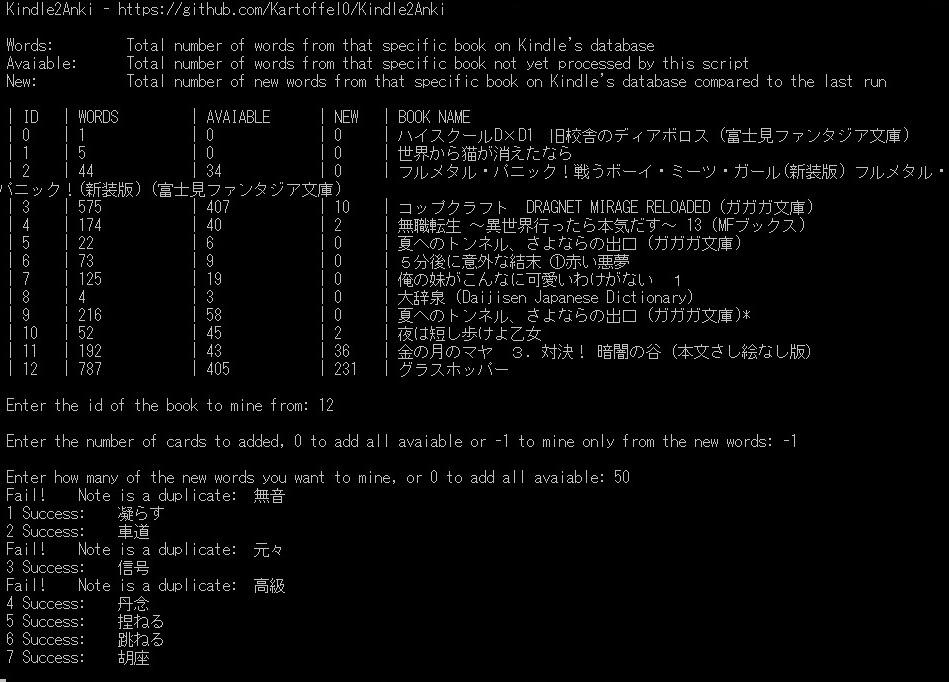 Kindle2Anki - https://github.com/Kartoffel0/Kindle2Anki
Words: Total number of words from that specific book on Kindle's database
Avaiable: Total number of words from that specific book not yet processed by this script
New: Total number of new words from that specific book on Kindle's database compared to the last run
| ID | WORDS | AVAIABLE | NEW | BOOK NAME
| 0 | 1 | 0 | 0 | ハイスクールD×D1 旧校舎のディアボロス (富士見ファンタジア文庫)
| 1 | 5 | 0 | 0 | 世界から猫が消えたなら
| 2 | 44 | 34 | 0 | フルメタル・パニック！戦うボーイ・ミーツ・ガール(新装版) フルメタル・
パニック！(新装版) (富士見ファンタジア文庫)
| 3 | 575 | 407 | 10 | コップクラフト DRAGNET MIRAGE RELOADED (ガガガ文庫)
| 4 | 174 | 40 | 2 | 無職転生 ～異世界行ったら本気だす～ 13 (MFブックス)
| 5 | 22 | 6 | 0 | 夏へのトンネル、さよならの出口 (ガガガ文庫)
| 6 | 73 | 9 | 0 | ５分後に意外な結末 ①赤い悪夢
| 7 | 125 | 19 | 0 | 俺の妹がこんなに可愛いわけがない 1
| 8 | 4 | 3 | 0 | 大辞泉 (Daijisen Japanese Dictionary)
| 9 | 216 | 58 | 0 | 夏へのトンネル、さよならの出口 (ガガガ文庫)*
| 10 | 52 | 45 | 2 | 夜は短し歩けよ乙女
| 11 | 192 | 43 | 36 | 金の月のマヤ ３．対決！ 暗闇の谷 (本文さし絵なし版)
| 12 | 787 | 405 | 231 | グラスホッパー
Enter the id of the book to mine from: 12
Enter the number of cards to added, 0 to add all avaiable or -1 to mine only from the new words: -1
Enter how many of the new words you want to mine, or 0 to add all avaiable: 50
Fail! Note is a duplicate: 無音
1 Success: 凝らす
2 Success: 車道
Fail! Note is a duplicate: 元々
3 Success: 信号
Fail! Note is a duplicate: 高級
4 Success: 丹念
5 Success: 捏ねる
6 Success: 跳ねる
7 Success: 胡座